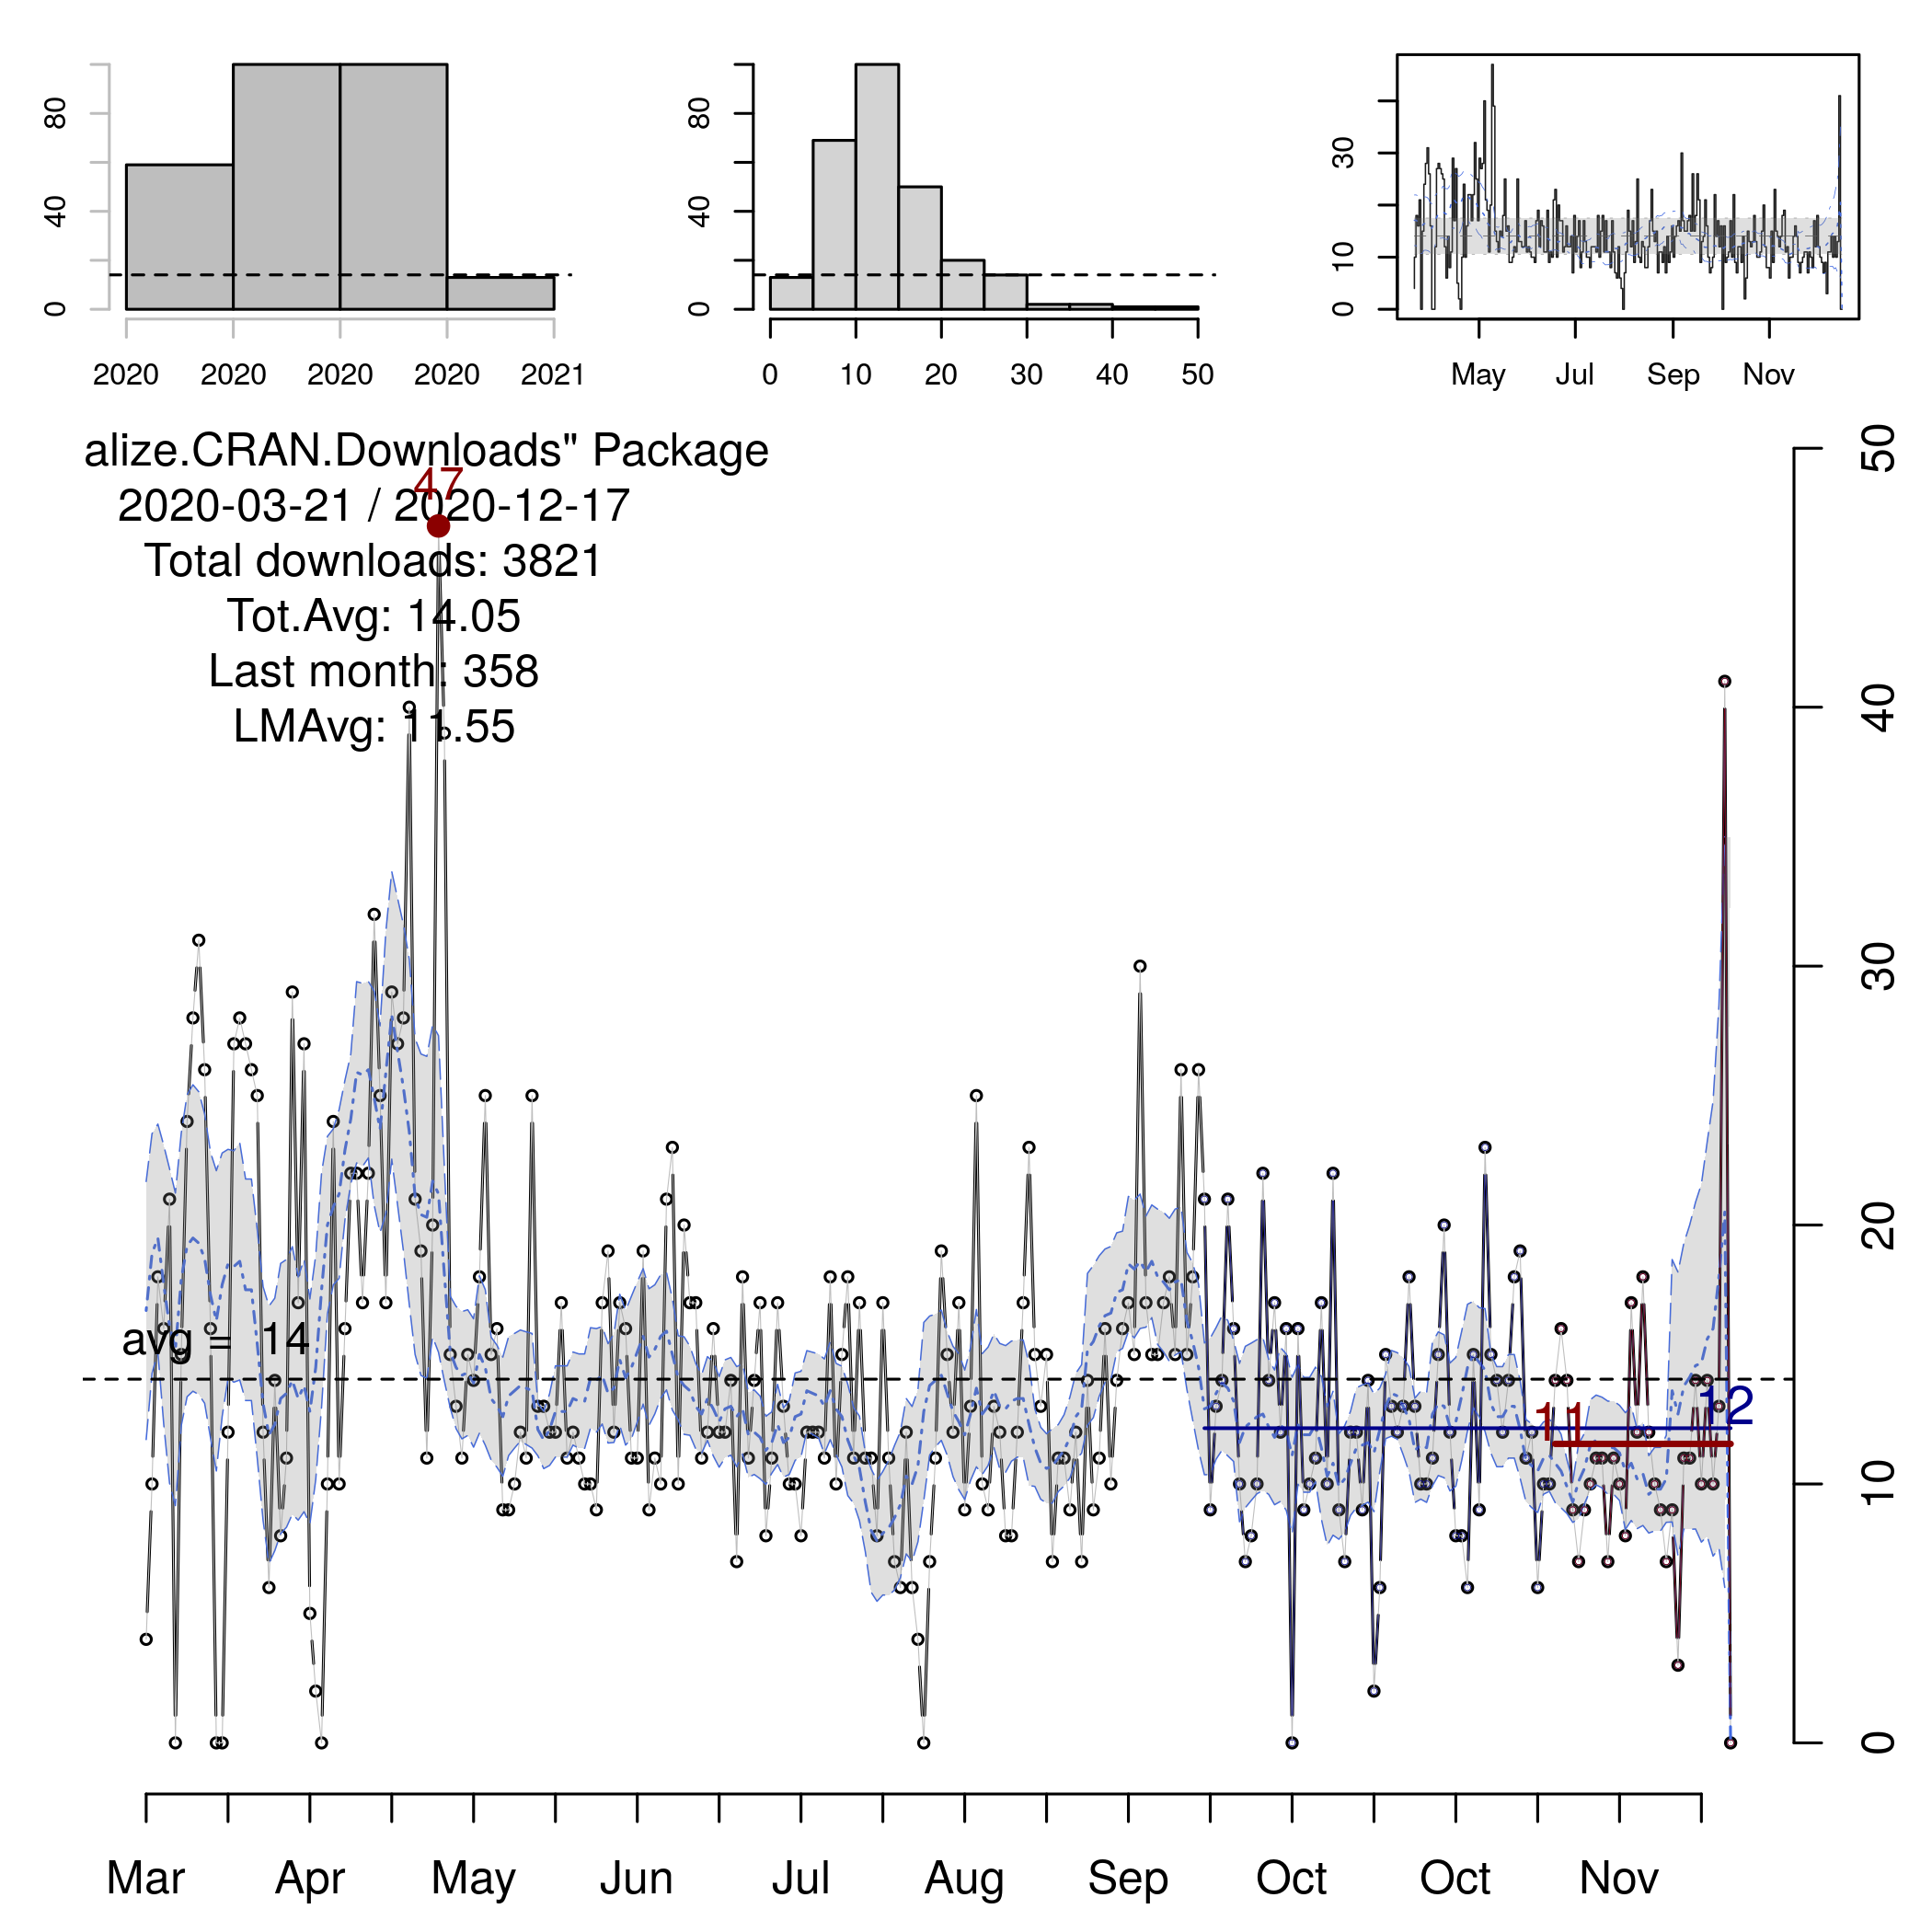 80
40
0
2020 2020 2020 2020 2021
80
40
0
0 10 20 30 40 50
30
10
0
May Jul Sep Nov
alize.CRAN.Downloads" Package
47
2020-03-21 / 2020-12-17
Total downloads: 3821
Tot.Avg: 14.05
Last month: 358
LMAvg: 11.55
avg = 14
11
12
50
40
30
20
10
0
Mar Apr May Jun Jul Aug Sep Oct Oct Nov